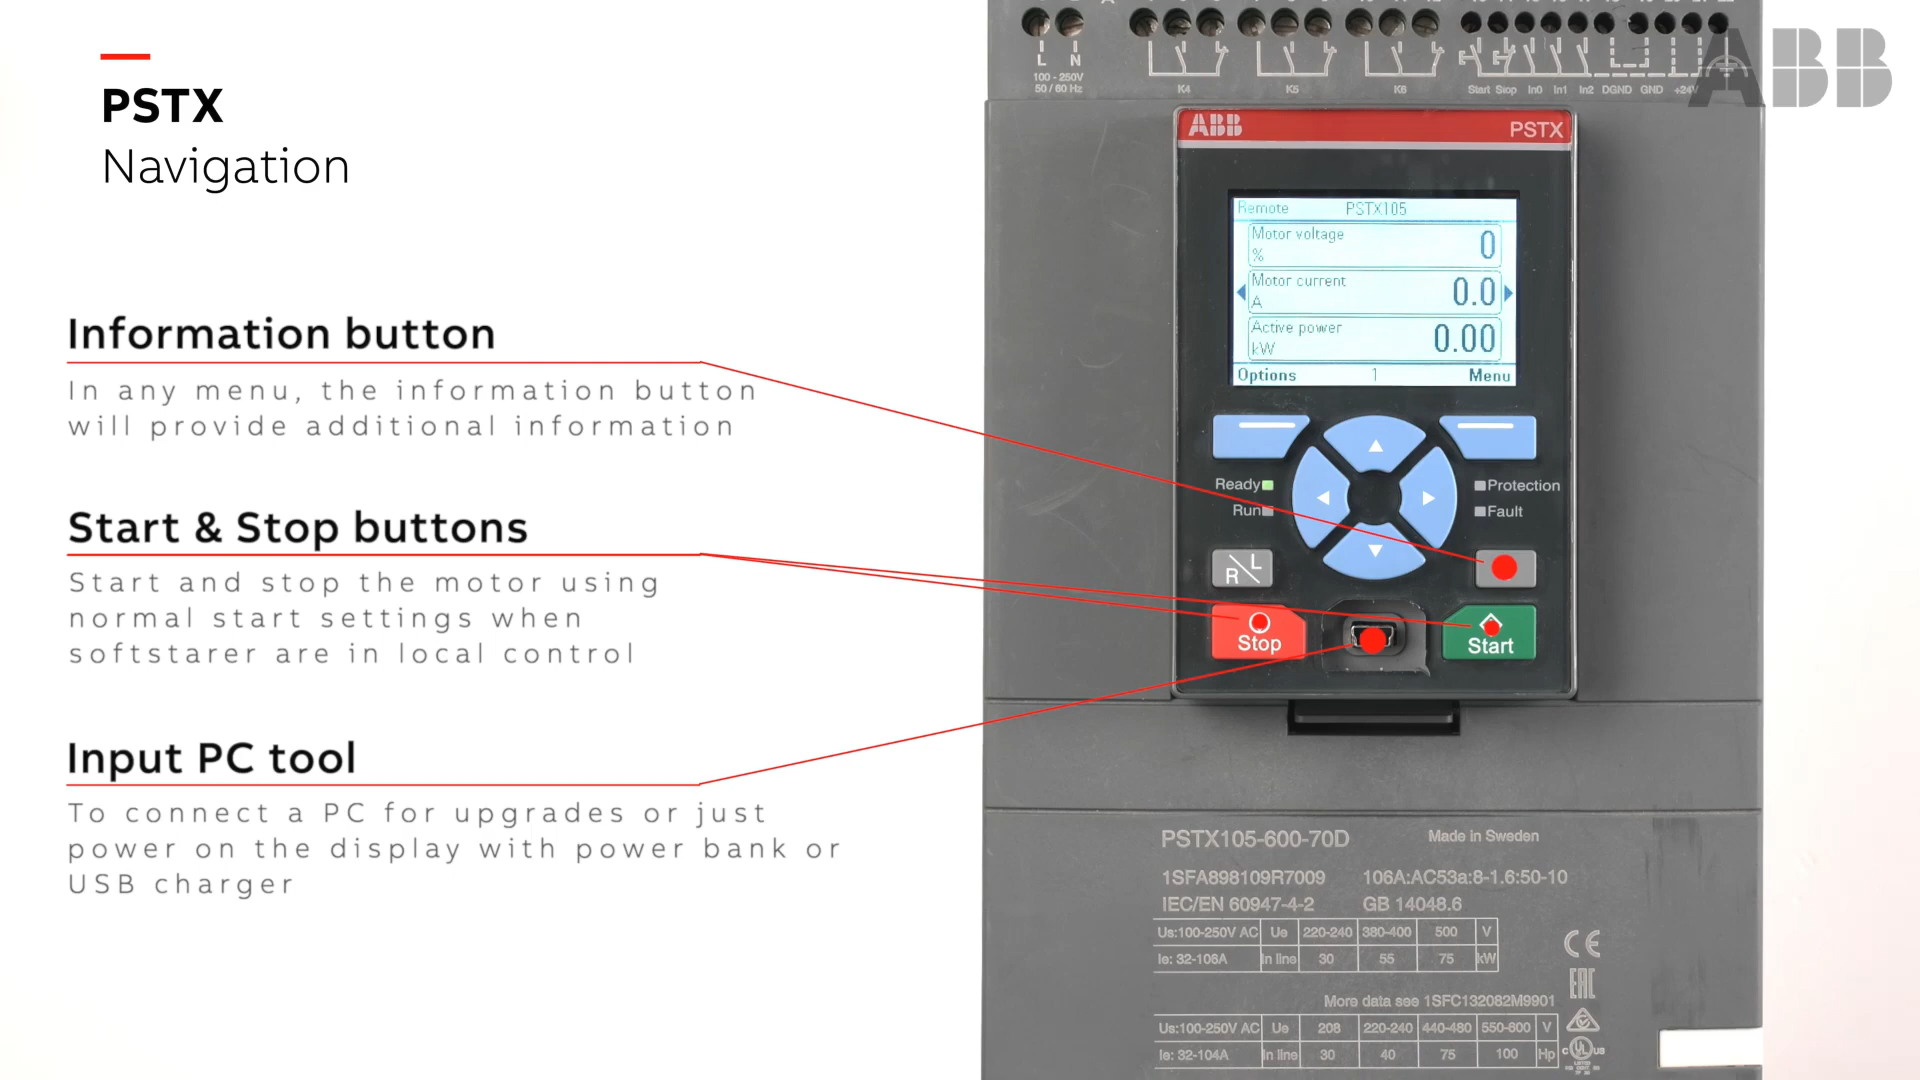 PSTX
Navigation
Information button
In any menu, the information button
will provide additional information
Start & Stop buttons
Start and stop the motor using
normal start settings when
softstarer are in local control
Input PC tool
To connect a PC for upgrades or just
power on the display with power bank or
USB charger
ABB
L N
100 - 250V
50 / 60 Hz
K4 K5 K6
Start Stop In0 In1 In2 DGND GND +24V
ABB PSTX
Remote PSTX105
Motor voltage
% 0
Motor current
A 0.0
Active power
kW 0.00
Options 1 Menu
Ready Protection
Run Fault
R L
Stop Start
PSTX105-600-70D Made in Sweden
1SFA898109R7009 106A:AC53a:8-1.6:50-10
IEC/EN 60947-4-2 GB 14048.6
Us:100-250V AC Ue 220-240 380-400 500 V
Ie: 32-106A In line 30 55 75 kW
CE
EAC
More data see 1SFC132082M9901
Us:100-250V AC Ue 208 220-240 440-480 550-600 V
Ie: 32-104A In line 30 40 75 100 Hp
C UL US